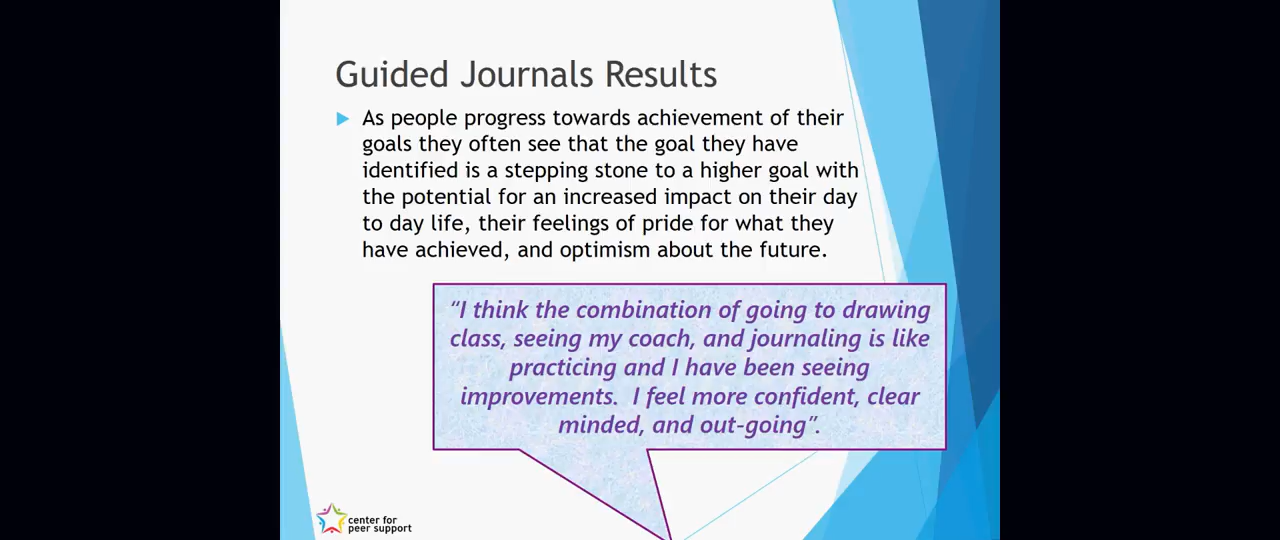 Guided Journals Results
As people progress towards achievement of their
goals they often see that the goal they have
identified is a stepping stone to a higher goal with
the potential for an increased impact on their day
to day life, their feelings of pride for what they
have achieved, and optimism about the future.
“I think the combination of going to drawing
class, seeing my coach, and journaling is like
practicing and I have been seeing
improvements.  I feel more confident, clear
minded, and out-going”.
center for
peer support